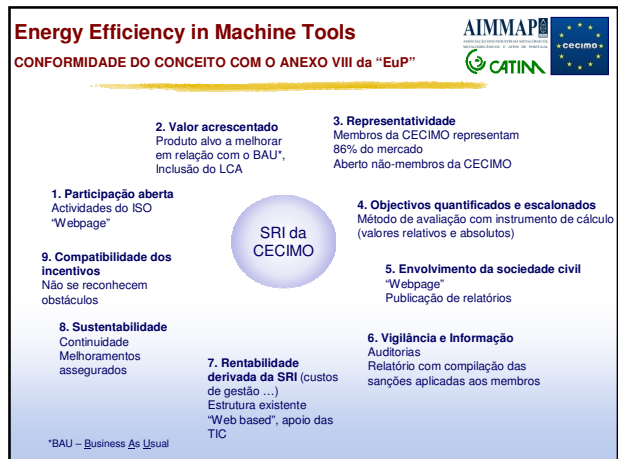 Energy Efficiency in Machine Tools
CONFORMIDADE DO CONCEITO COM O ANEXO VIII da “EuP”
AIMMAP
CATIM
cecimo
2. Valor acrescentado
Produto alvo a melhorar
em relação com o BAU*,
Inclusão do LCA
3. Representatividade
Membros da CECIMO representam
86% do mercado
Aberto não-membros da CECIMO
1. Participação aberta
Actividades do ISO
“Webpage”
SRI da
CECIMO
4. Objectivos quantificados e escalonados
Método de avaliação com instrumento de cálculo
(valores relativos e absolutos)
9. Compatibilidade dos
incentivos
Não se reconhecem
obstáculos
5. Envolvimento da sociedade civil
“Webpage”
Publicação de relatórios
8. Sustentabilidade
Continuidade
Melhoramentos
assegurados
6. Vigilância e Informação
Auditorias
Relatório com compilação das
sanções aplicadas aos membros
7. Rentabilidade
derivada da SRI (custos
de gestão ...)
Estrutura existente
“Web based”, apoio das
TIC
*BAU – Business As Usual